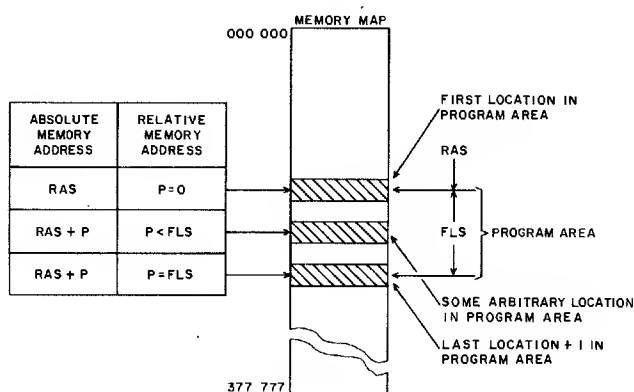 MEMORY MAP
000 000
FIRST LOCATION IN
PROGRAM AREA
ABSOLUTE
MEMORY
ADDRESS
RELATIVE
MEMORY
ADDRESS
RAS
RAS
P=0
RAS + P
P<FLS
FLS
PROGRAM AREA
RAS + P
P=FLS
SOME ARBITRARY LOCATION
IN PROGRAM AREA
LAST LOCATION + 1 IN
PROGRAM AREA
377 777